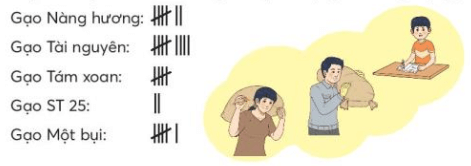 Gạo Nàng hương:
Gạo Tài nguyên:
Gạo Tám xoan:
Gạo ST 25:
Gạo Một bụi: